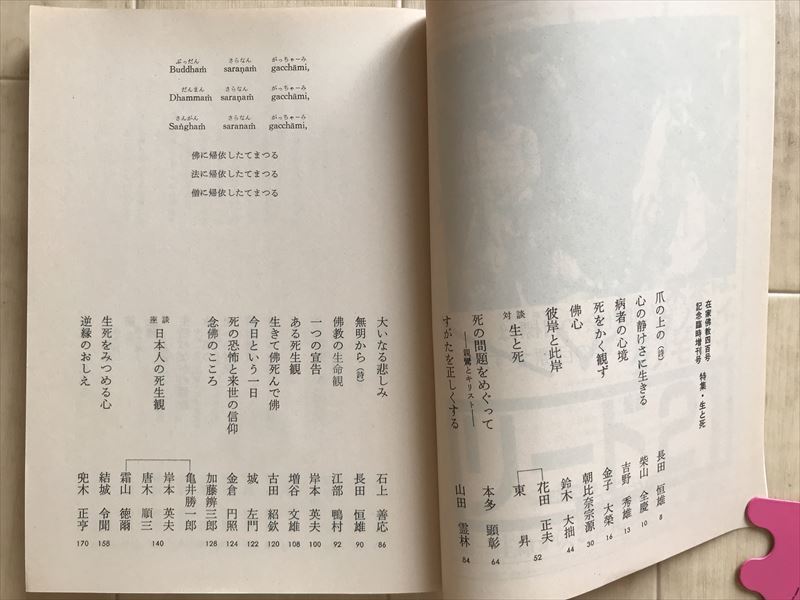 在家佛教四百号
記念臨時増刊号　特集・生と死
爪の上の（詩）　長田　恒雄　8
心の静けさに生きる　柴山　全慶　10
病者の心境　吉野　秀雄　13
死をかく観ず　金子　大榮　16
佛心　朝比奈宗源　30
彼岸と此岸　鈴木　大拙　44
対談　生と死　花田　正夫　東　昇　52
死の問題をめぐって　本多　顕彰　64
――親鸞とキリスト――
すがたを正しくする　山田　霊林　84
ぶっだん　さらなん　がっちゃーみ
Buddhaṁ saraṇaṁ gacchāmi,
だんまん　さらなん　がっちゃーみ
Dhammaṁ saraṇaṁ gacchāmi,
さんがん　さらなん　がっちゃーみ
Saṅghaṁ saranaṁ gacchāmi,
佛に帰依したてまつる
法に帰依したてまつる
僧に帰依したてまつる
大いなる悲しみ　石上　善応　86
無明から（詩）　長田　恒雄　90
佛教の生命観　江部　鴨村　92
一つの宣告　岸本　英夫　100
ある死生観　増谷　文雄　108
生きて佛死んで佛　古田　紹欽　120
今日という一日　城　左門　122
死の恐怖と来世の信仰　金倉　円照　124
念佛のこころ　加藤辨三郎　128
座談　日本人の死生観　亀井勝一郎　岸本　英夫　唐木　順三　霜山　徳爾　140
生死をみつめる心　結城　令聞　158
逆縁のおしえ　兜木　正亨　170